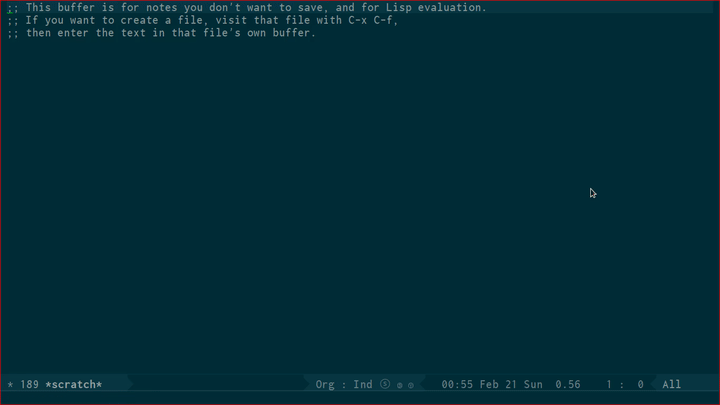 ;; This buffer is for notes you don't want to save, and for Lisp evaluation.
;; If you want to create a file, visit that file with C-x C-f,
;; then enter the text in that file's own buffer.
* 189 *scratch* Org : Ind Ⓢ 00:55 Feb 21 Sun 0.56 1 : 0 All